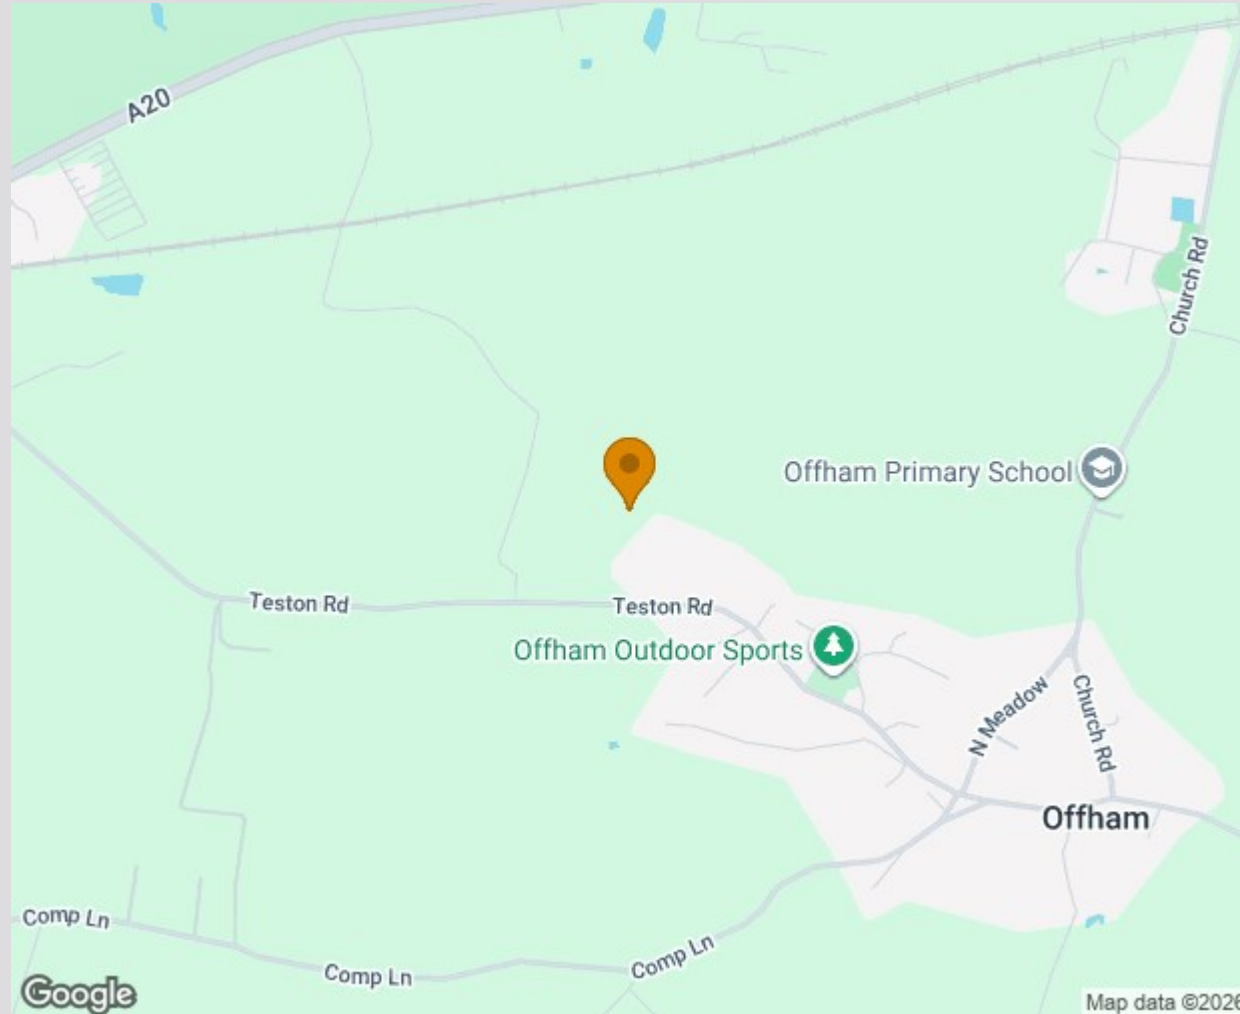 A20
Church Rd
Offham Primary School
Teston Rd
Teston Rd
Offham Outdoor Sports
N Meadow
Church Rd
Offham
Comp Ln
Comp Ln
Comp Ln
Google
Map data ©2026